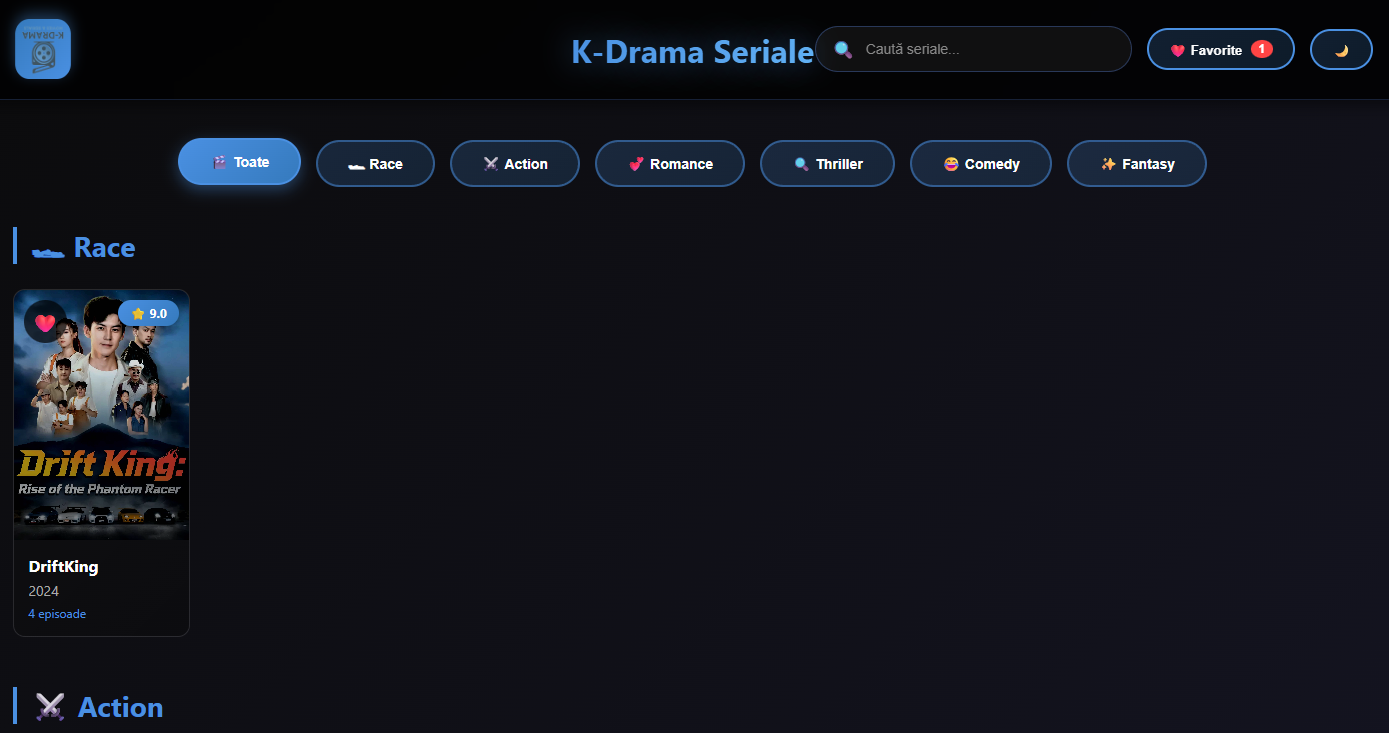 K-DRAMA
K-Drama Seriale
Caută seriale...
Favorite 1
Toate
Race
Action
Romance
Thriller
Comedy
Fantasy
Race
9.0
Drift King:
Rise of the Phantom Racer
DriftKing
2024
4 episoade
Action